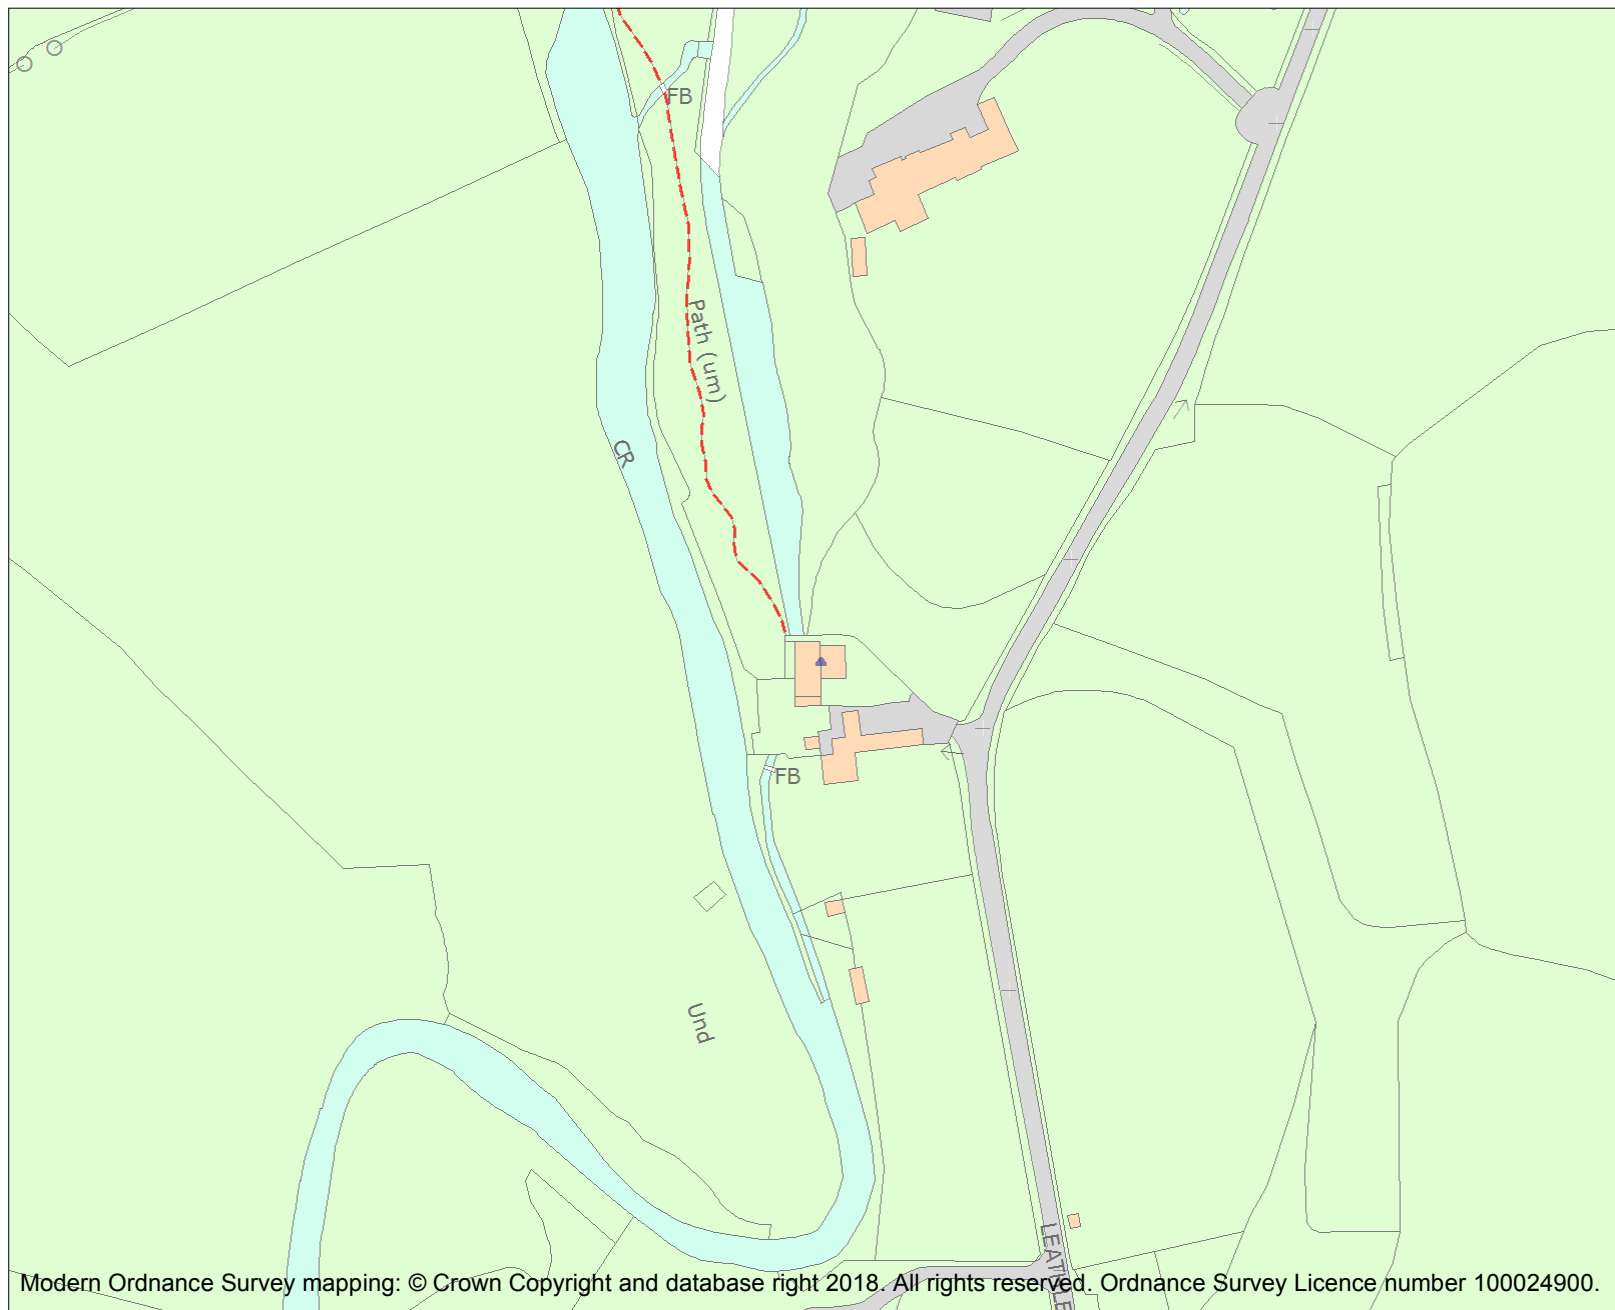 FB
Path (um)
CR
FB
Und
Modern Ordnance Survey mapping: © Crown Copyright and database right 2018. All rights reserved. Ordnance Survey Licence number 100024900.